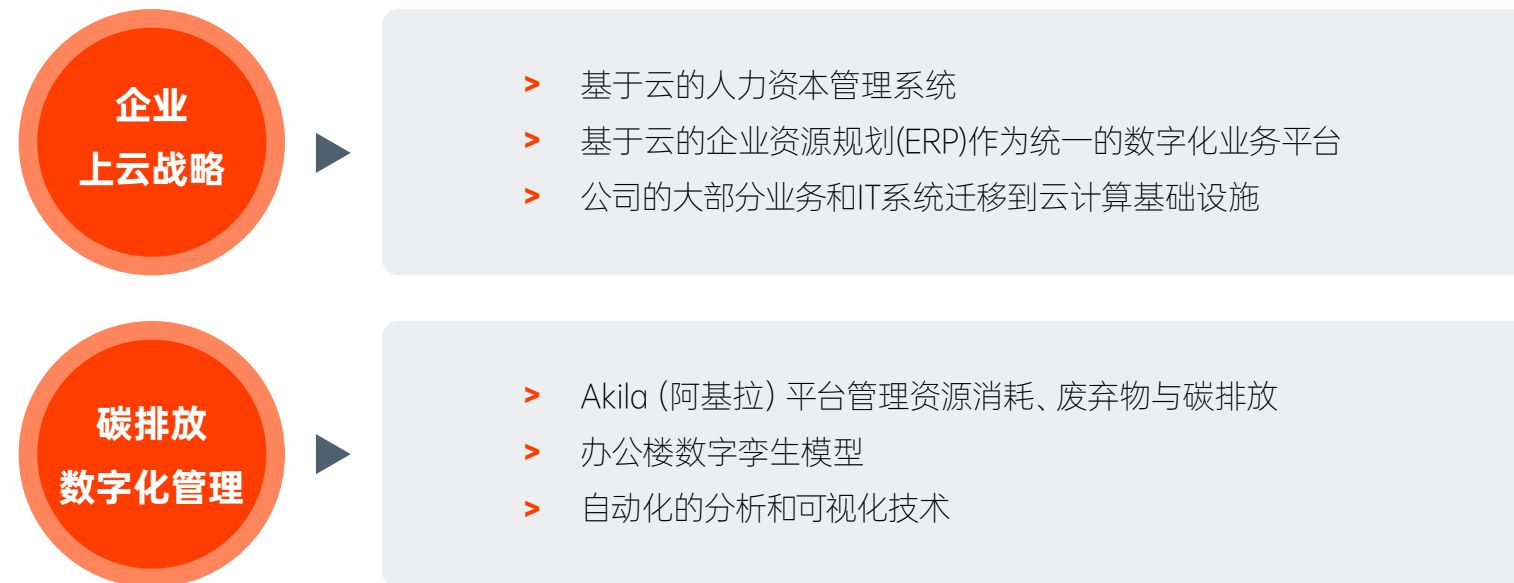 企业
上云战略
> 基于云的人力资本管理系统
> 基于云的企业资源规划(ERP)作为统一的数字化业务平台
> 公司的大部分业务和IT系统迁移到云计算基础设施
碳排放
数字化管理
> Akila（阿基拉）平台管理资源消耗、废弃物与碳排放
> 办公楼数字孪生模型
> 自动化的分析和可视化技术